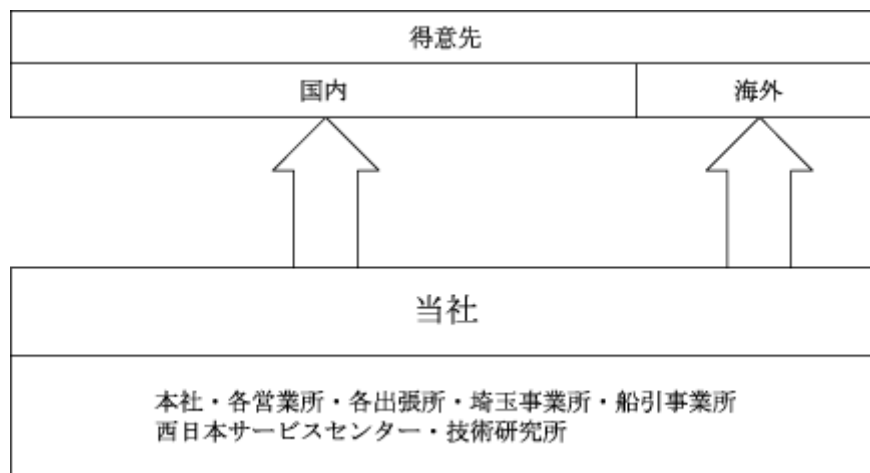 得意先
国内
海外
当社
本社・各営業所・各出張所・埼玉事業所・船引事業所
西日本サービスセンター・技術研究所